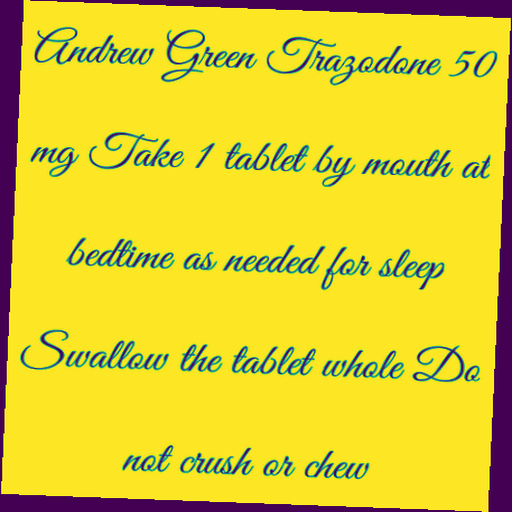 Andrew Green Trazodone 50
mg Take 1 tablet by mouth at
bedtime as needed for sleep
Swallow the tablet whole Do
not crush or chew